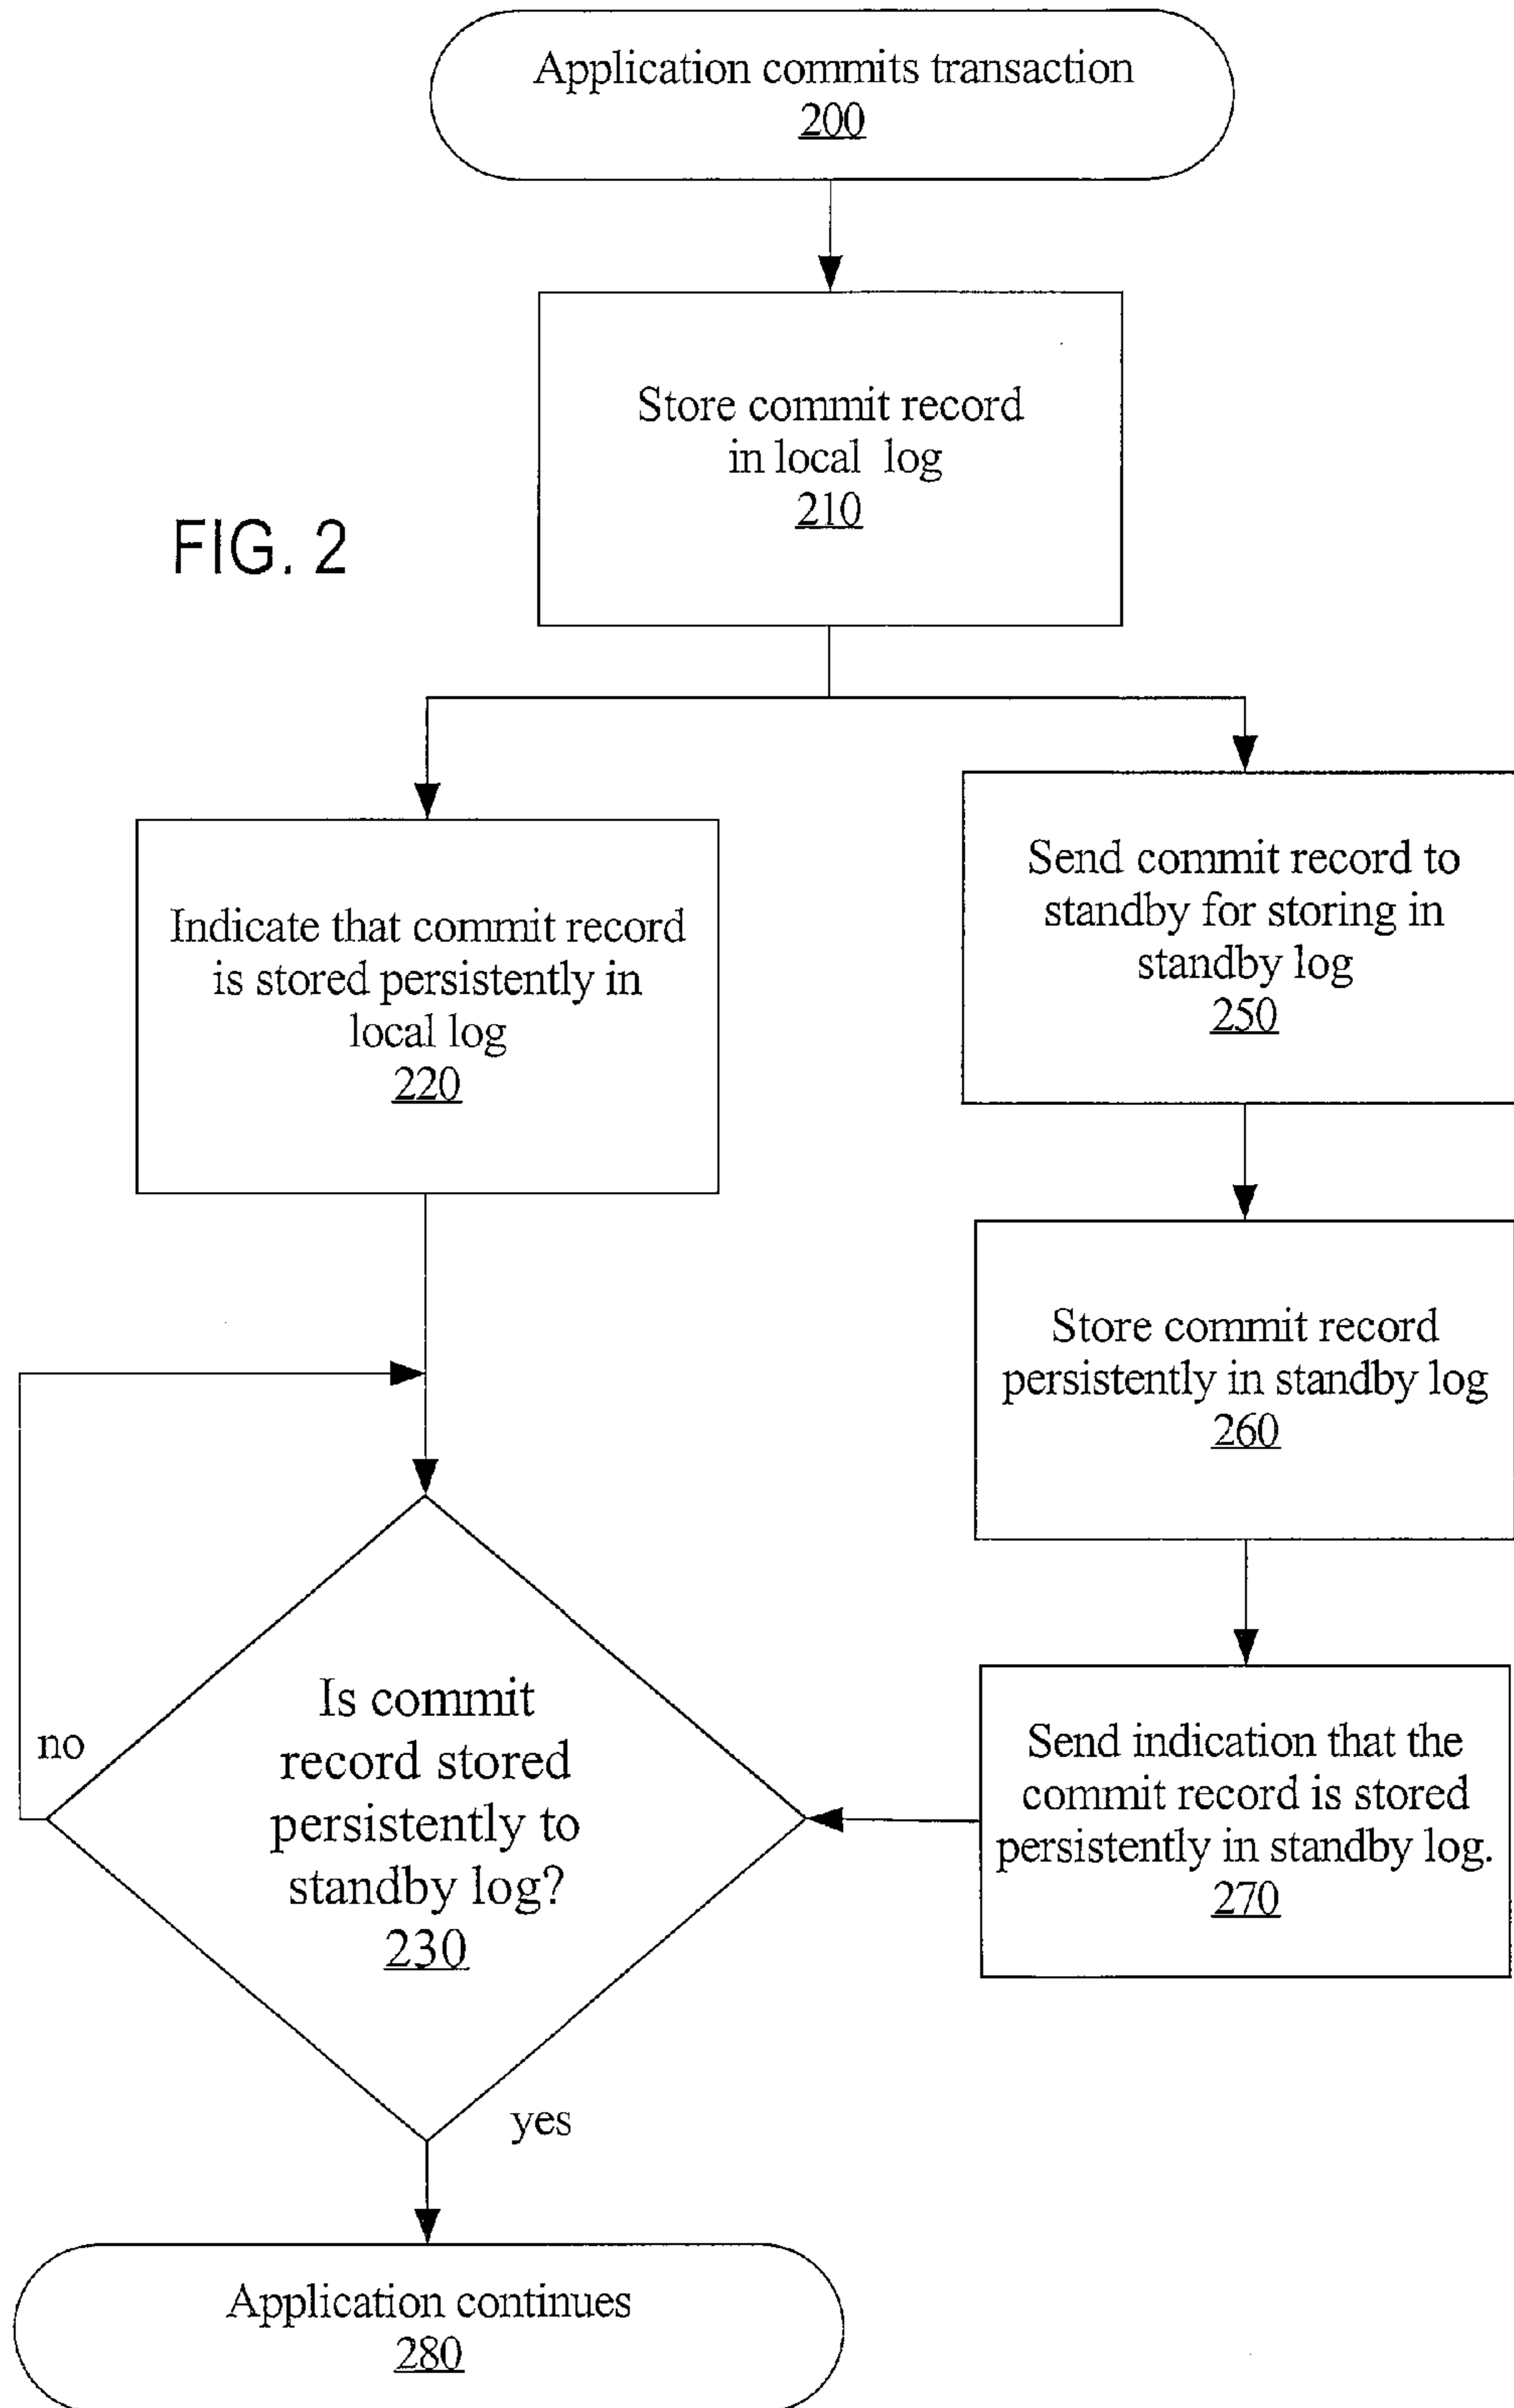 Application commits transaction
200
Store commit record
in local log
210
FIG. 2
Indicate that commit record
is stored persistently in
local log
220
Send commit record to
standby for storing in
standby log
250
Store commit record
persistently in standby log
260
Is commit
record stored
persistently to
standby log?
230
no
Send indication that the
commit record is stored
persistently in standby log.
270
yes
Application continues
280